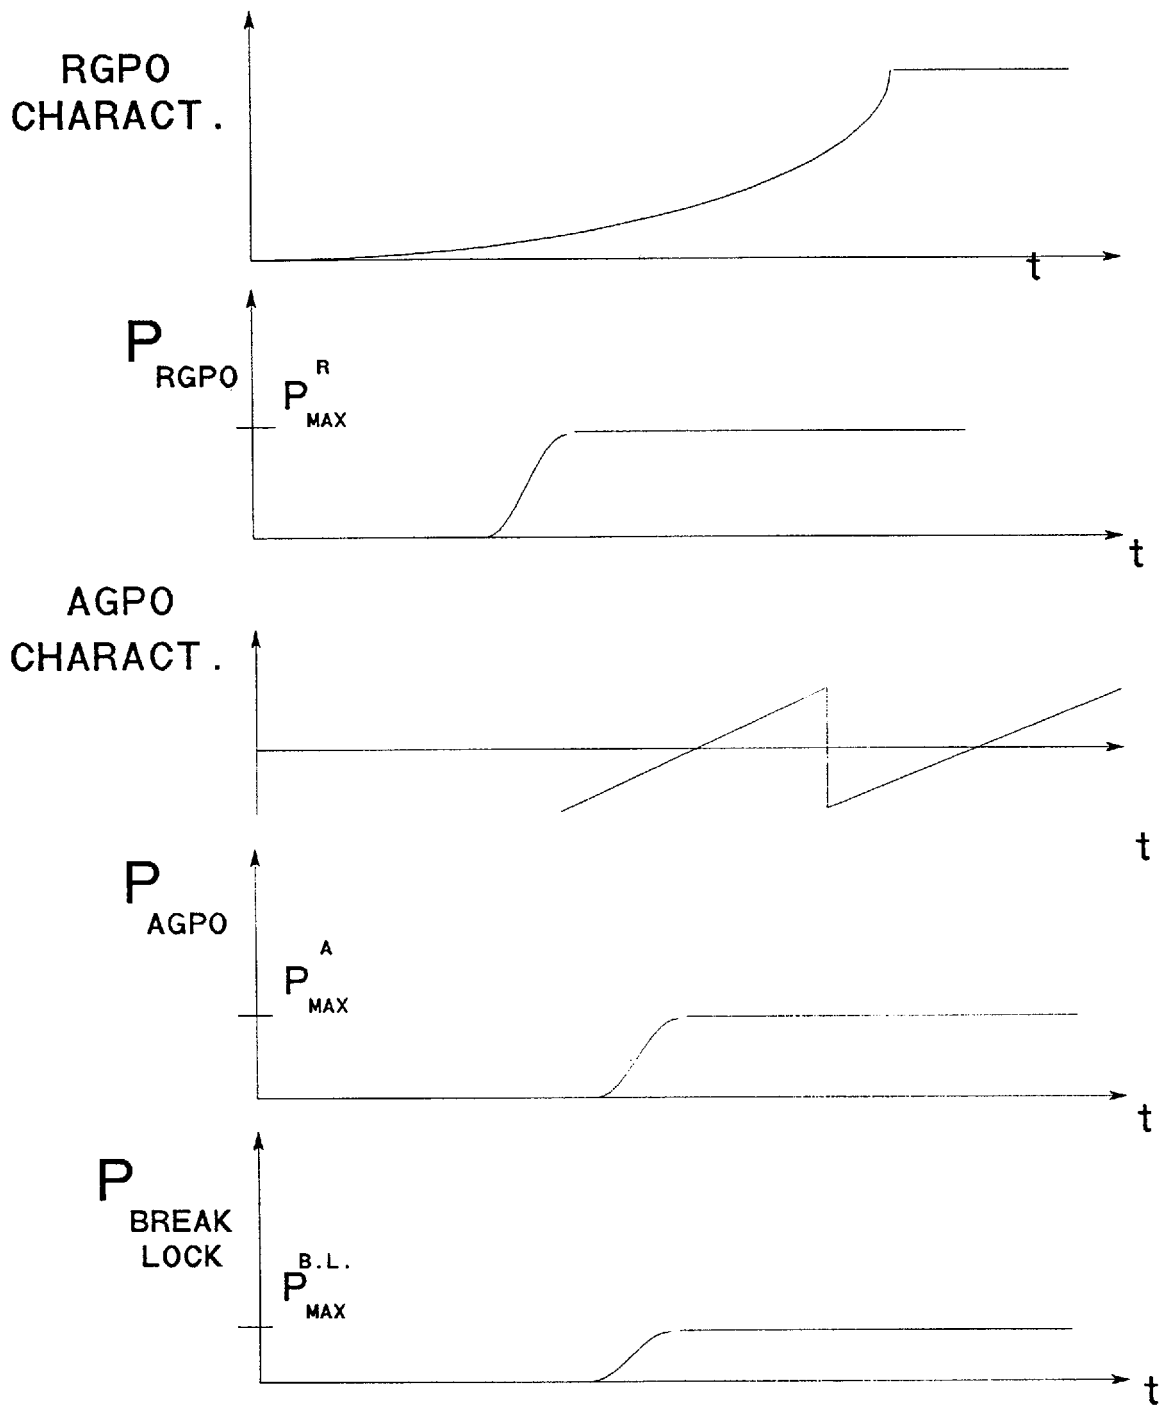 RGPO
CHARACT.
t
P RGPO
P MAX R
t
AGPO
CHARACT.
t
P AGPO
P MAX A
t
P BREAK
LOCK
P MAX B.L.
t